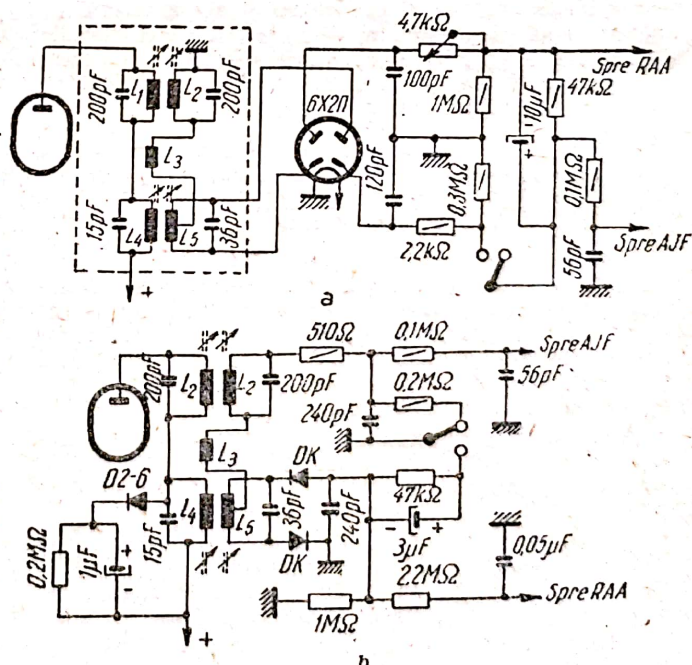 4,7kΩ
Spre RAA
200pF
L₁
L₂
200pF
6X2П
100pF
1MΩ
10μF
47kΩ
L₃
120pF
0,3MΩ
0,1MΩ
15pF
L₄
L₅
36pF
2,2kΩ
56pF
Spre AJF
+
a
510Ω
0,1MΩ
Spre AJF
200pF
L₂
L₂
200pF
240pF
0,2MΩ
56pF
L₃
DK
D2-6
L₄
L₅
36pF
240pF
47kΩ
0,2MΩ
1μF
15pF
DK
3μF
0,05μF
2,2MΩ
Spre RAA
1MΩ
+
b